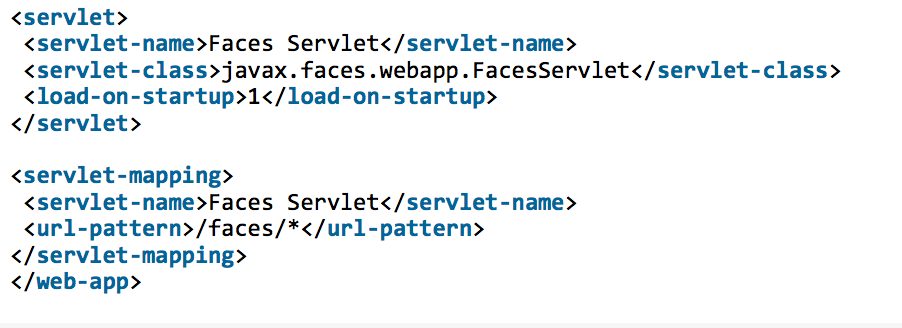 <servlet>
<servlet-name>Faces Servlet</servlet-name>
<servlet-class>javax.faces.webapp.FacesServlet</servlet-class>
<load-on-startup>1</load-on-startup>
</servlet>
<servlet-mapping>
<servlet-name>Faces Servlet</servlet-name>
<url-pattern>/faces/*</url-pattern>
</servlet-mapping>
</web-app>